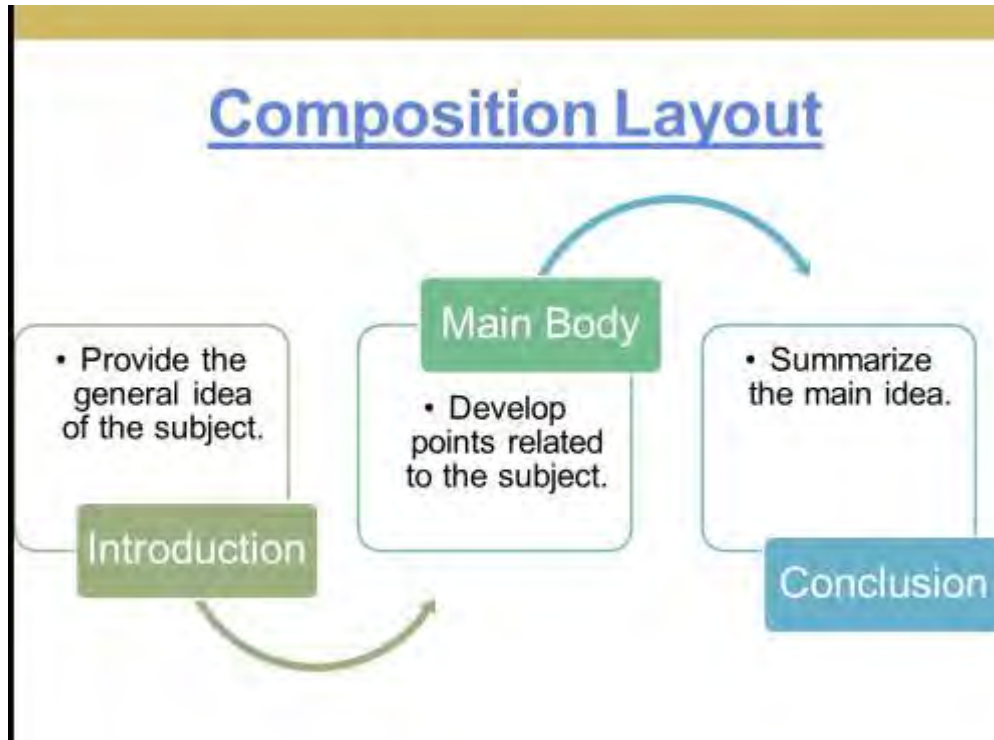 Composition Layout
• Provide the
general idea
of the subject.
Introduction
Main Body
• Develop
points related
to the subject.
• Summarize
the main idea.
Conclusion